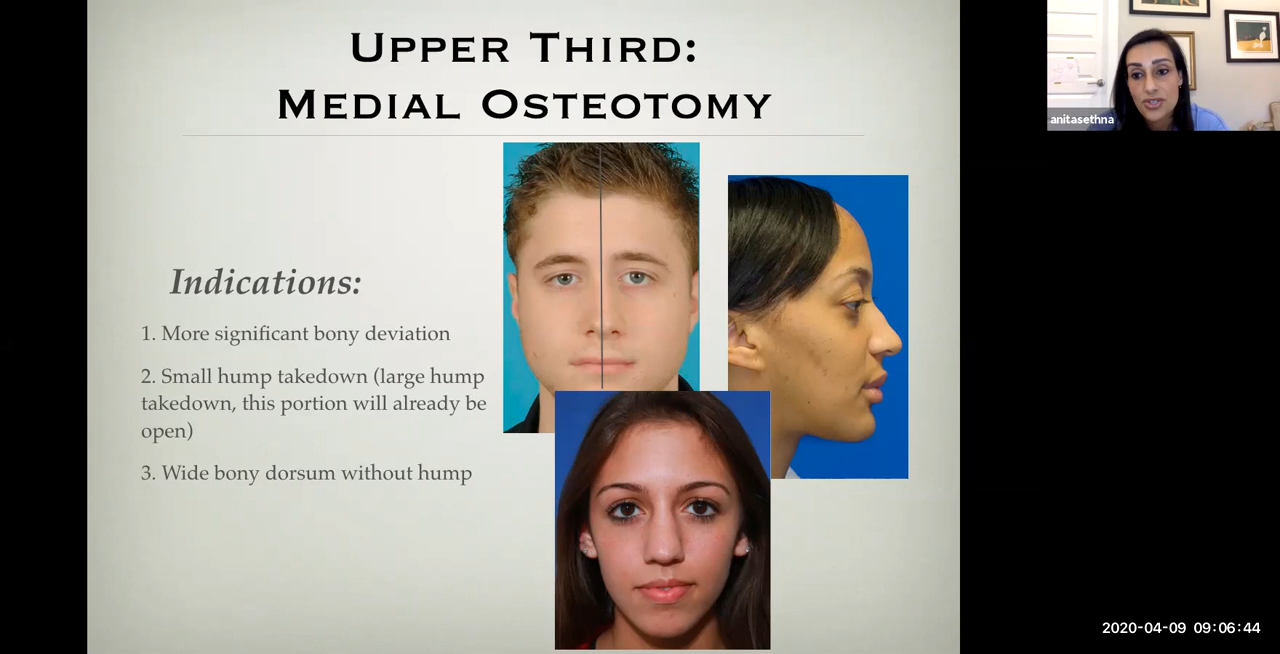 Upper Third:
Medial Osteotomy
anitasethna
Indications:
1. More significant bony deviation
2. Small hump takedown (large hump
takedown, this portion will already be
open)
3. Wide bony dorsum without hump
2020-04-09 09:06:44